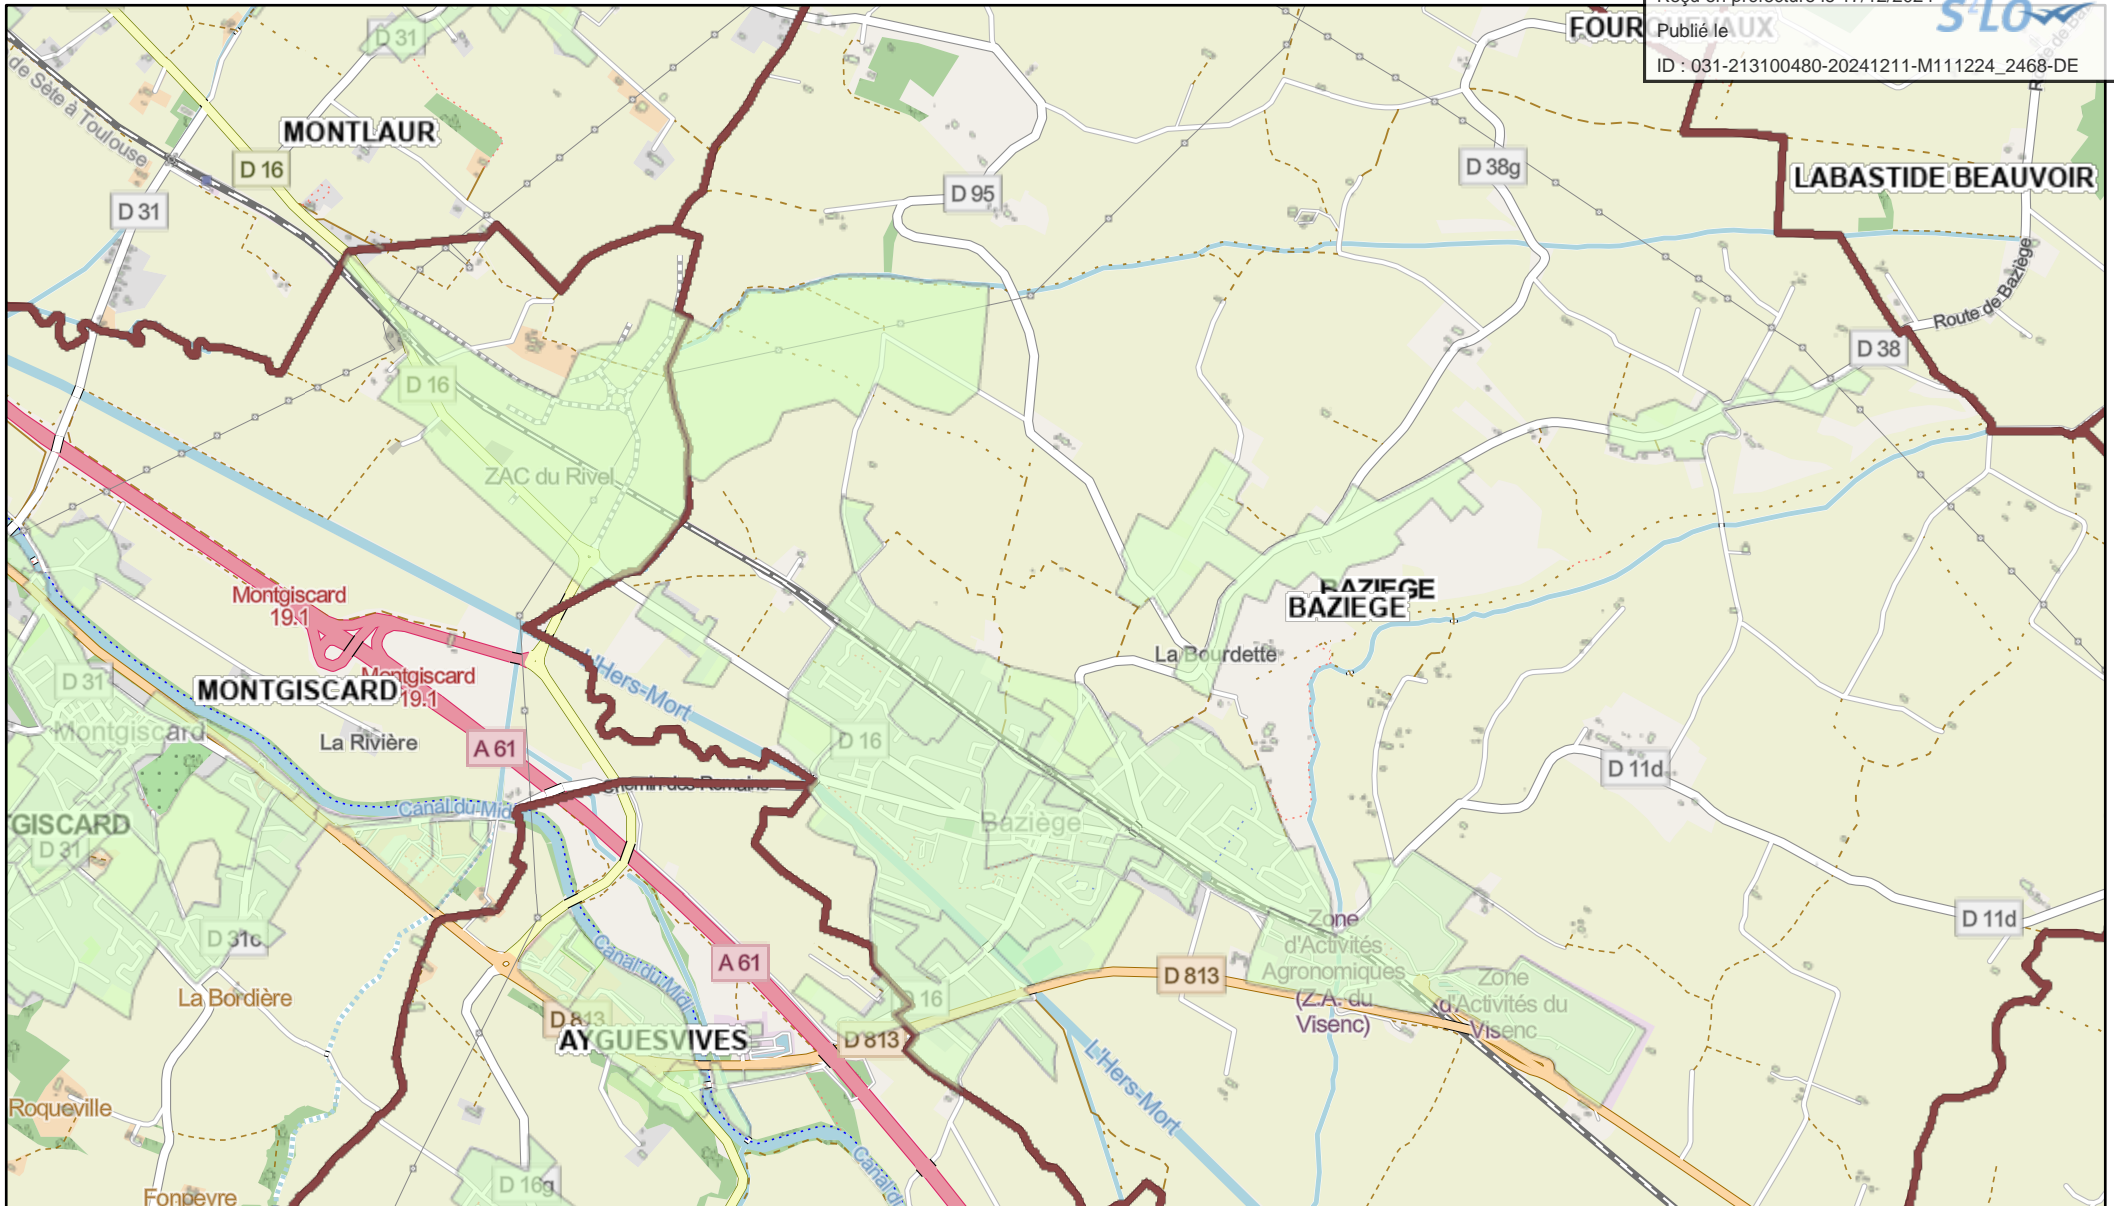 Publié le
ID : 031-213100480-20241211-M111224_2468-DE
S²LO
FOURQUEVAUX
D 31
de Sète à Toulouse
MONTLAUR
D 16
D 31
D 95
D 38g
LABASTIDE BEAUVOIR
Route de Baziège
D 38
D 16
ZAC du Rivel
Montgiscard
19.1
BAZIEGE
BAZIEGE
La Bourdette
L'Hers-Mort
D 31
Montgiscard
19.1
MONTGISCARD
Montgiscard
La Rivière
A 61
D 16
D 11d
Chemin des Romains
Canal du Midi
GISCARD
D 31
Baziège
D 31c
Canal du Midi
A 61
D 813
Zone
d'Activités
Agronomiques
(Z.A. du
Visenc)
Zone
d'Activités du
Visenc
D 11d
La Bordière
16
D 813
D 813
AYGUESVIVES
L'Hers-Mort
Roqueville
Canal du
D 16g
Fonpeyre